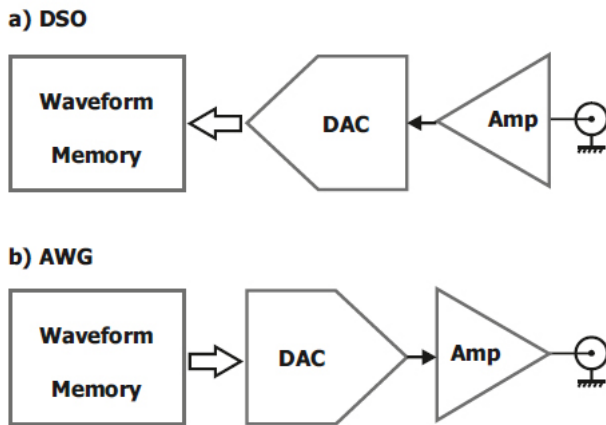 a) DSO
Waveform
Memory
DAC
Amp
b) AWG
Waveform
Memory
DAC
Amp